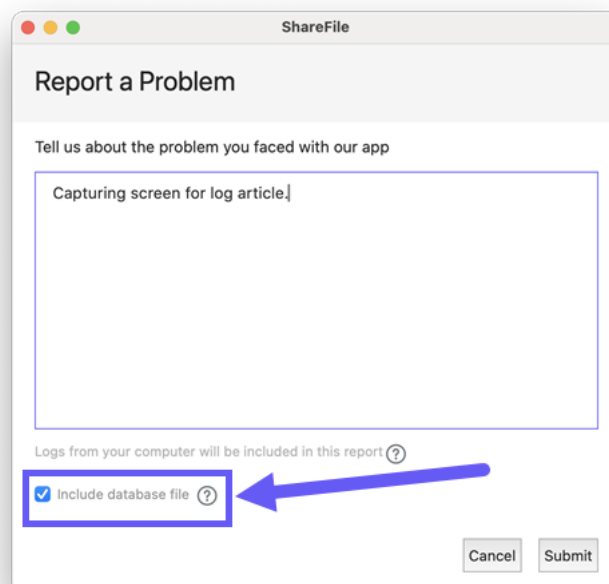 ShareFile
Report a Problem
Tell us about the problem you faced with our app
Capturing screen for log article.
Logs from your computer will be included in this report ?
Include database file ?
Cancel Submit